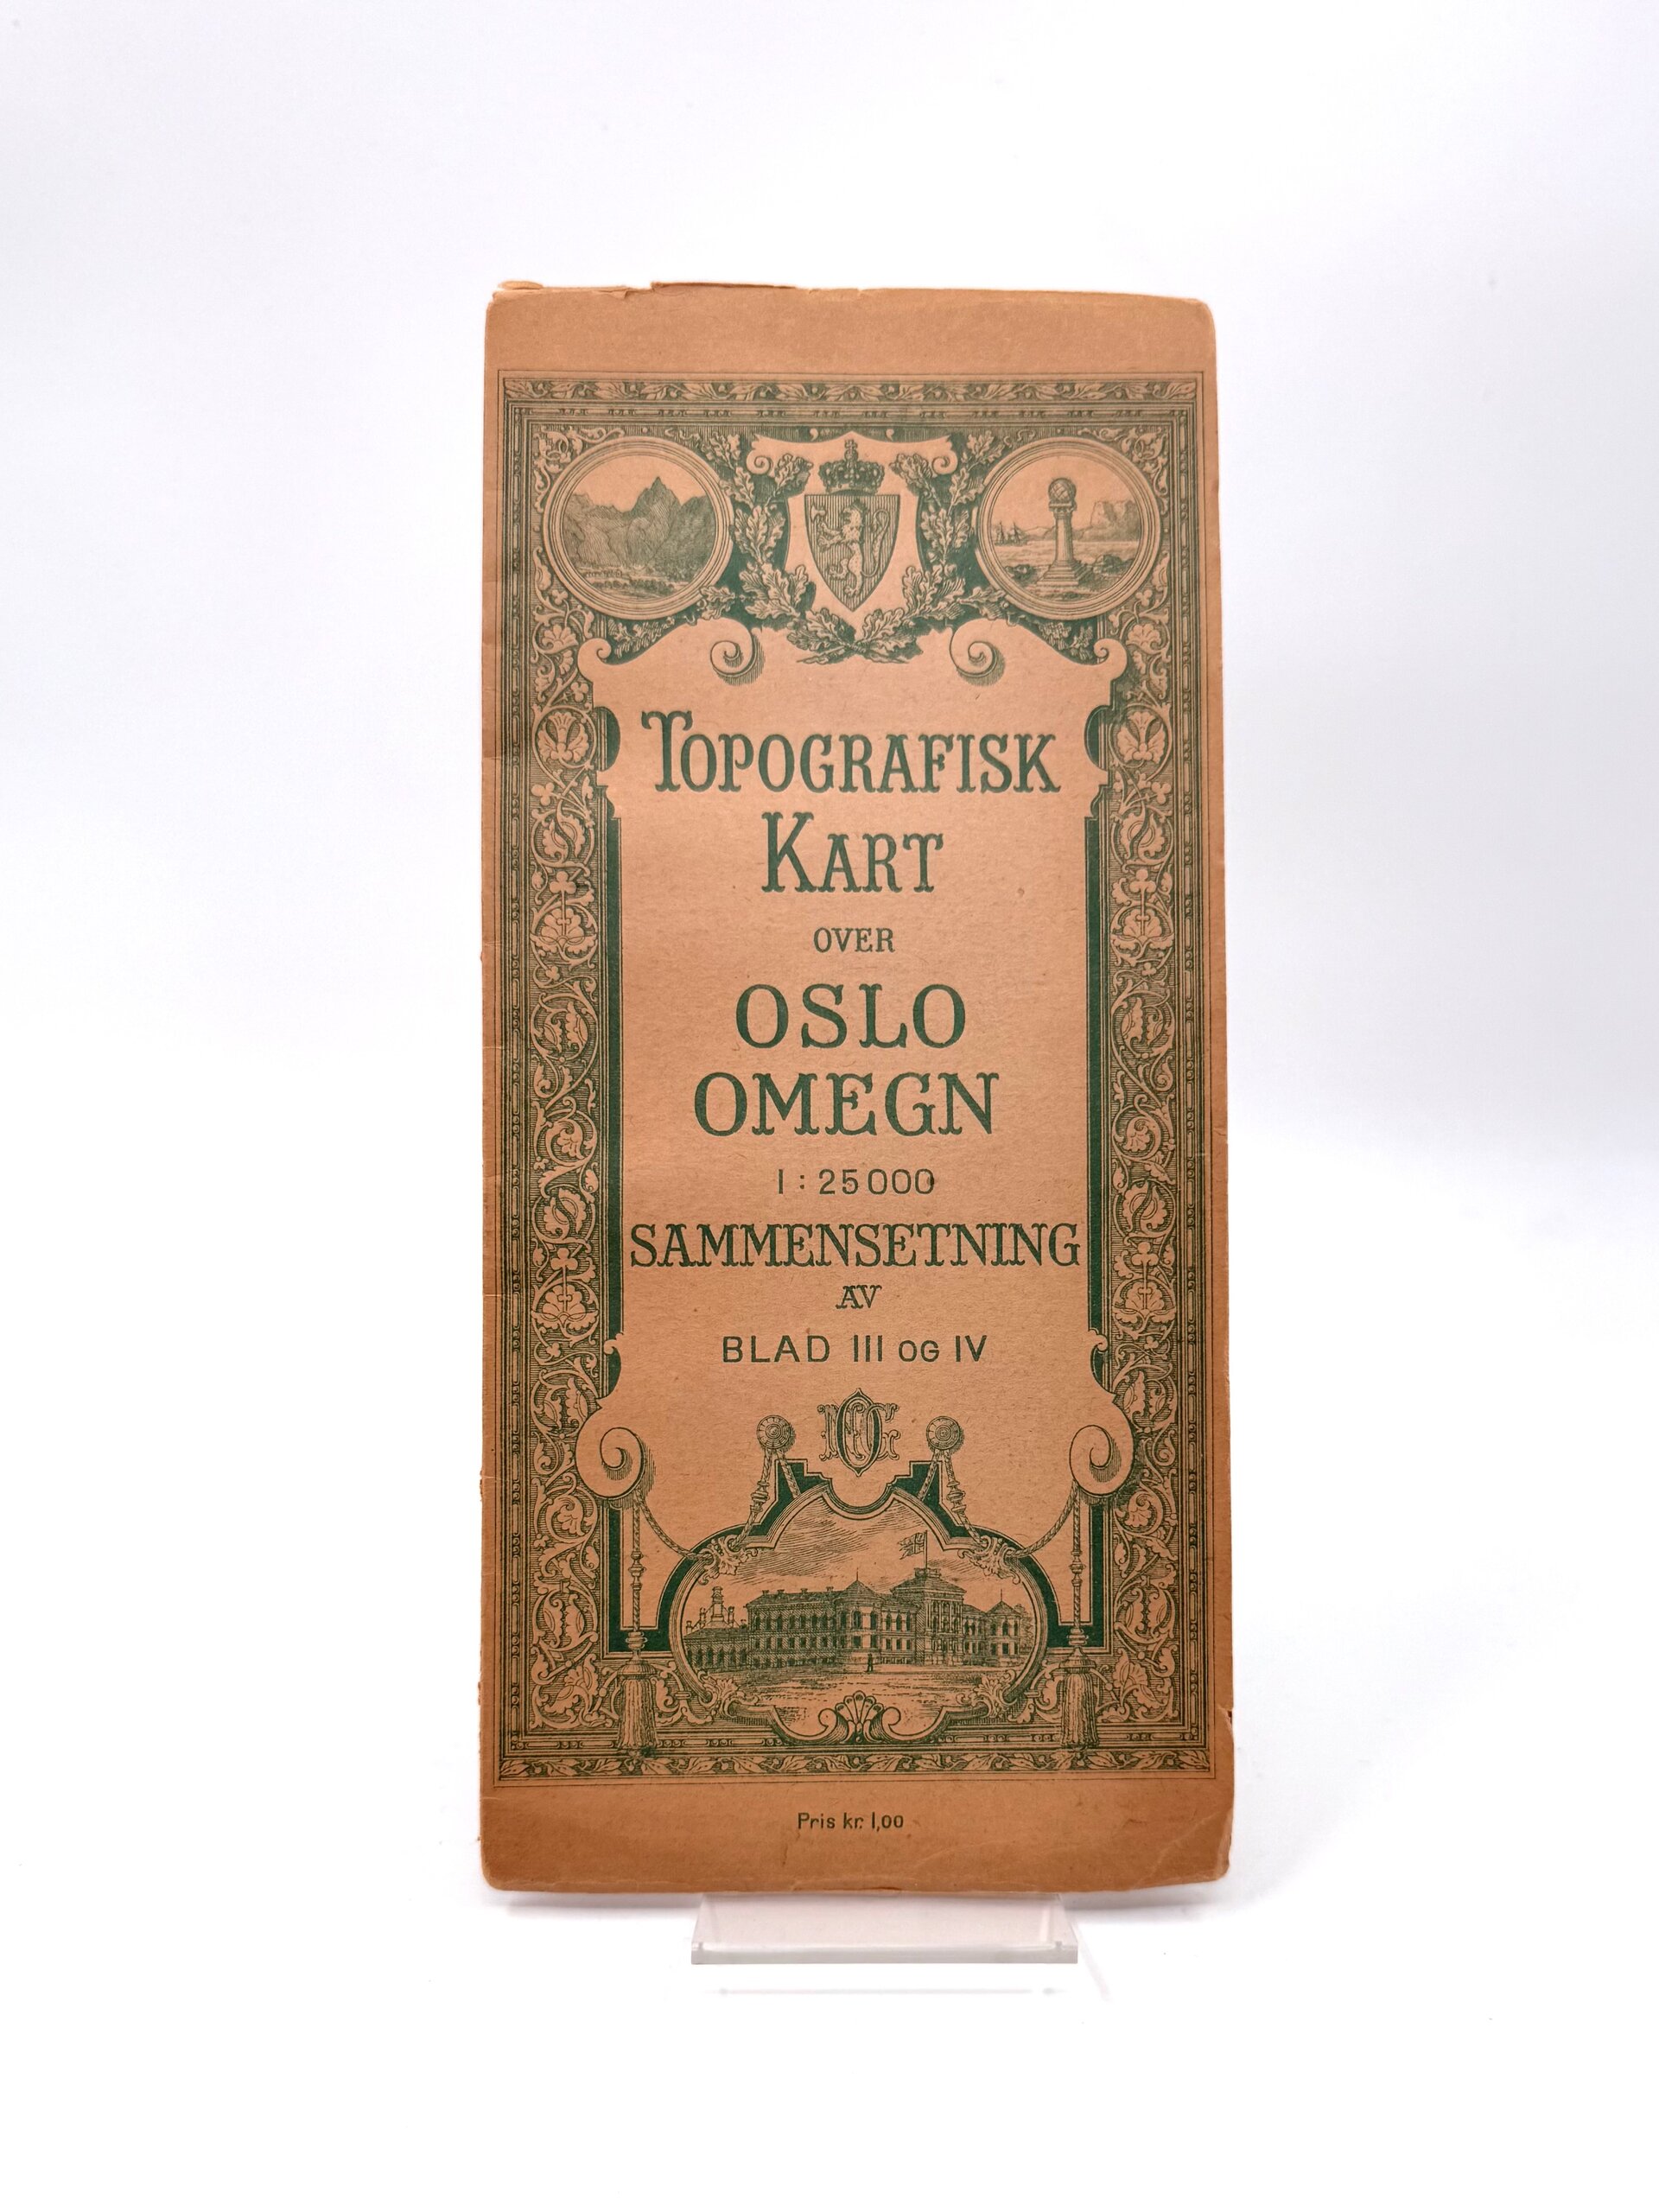 TOPOGRAFISK
KART
OVER
OSLO
OMEGN
1:25000
SAMMENSETNING
AV
BLAD III OG IV
Pris kr. 1,00